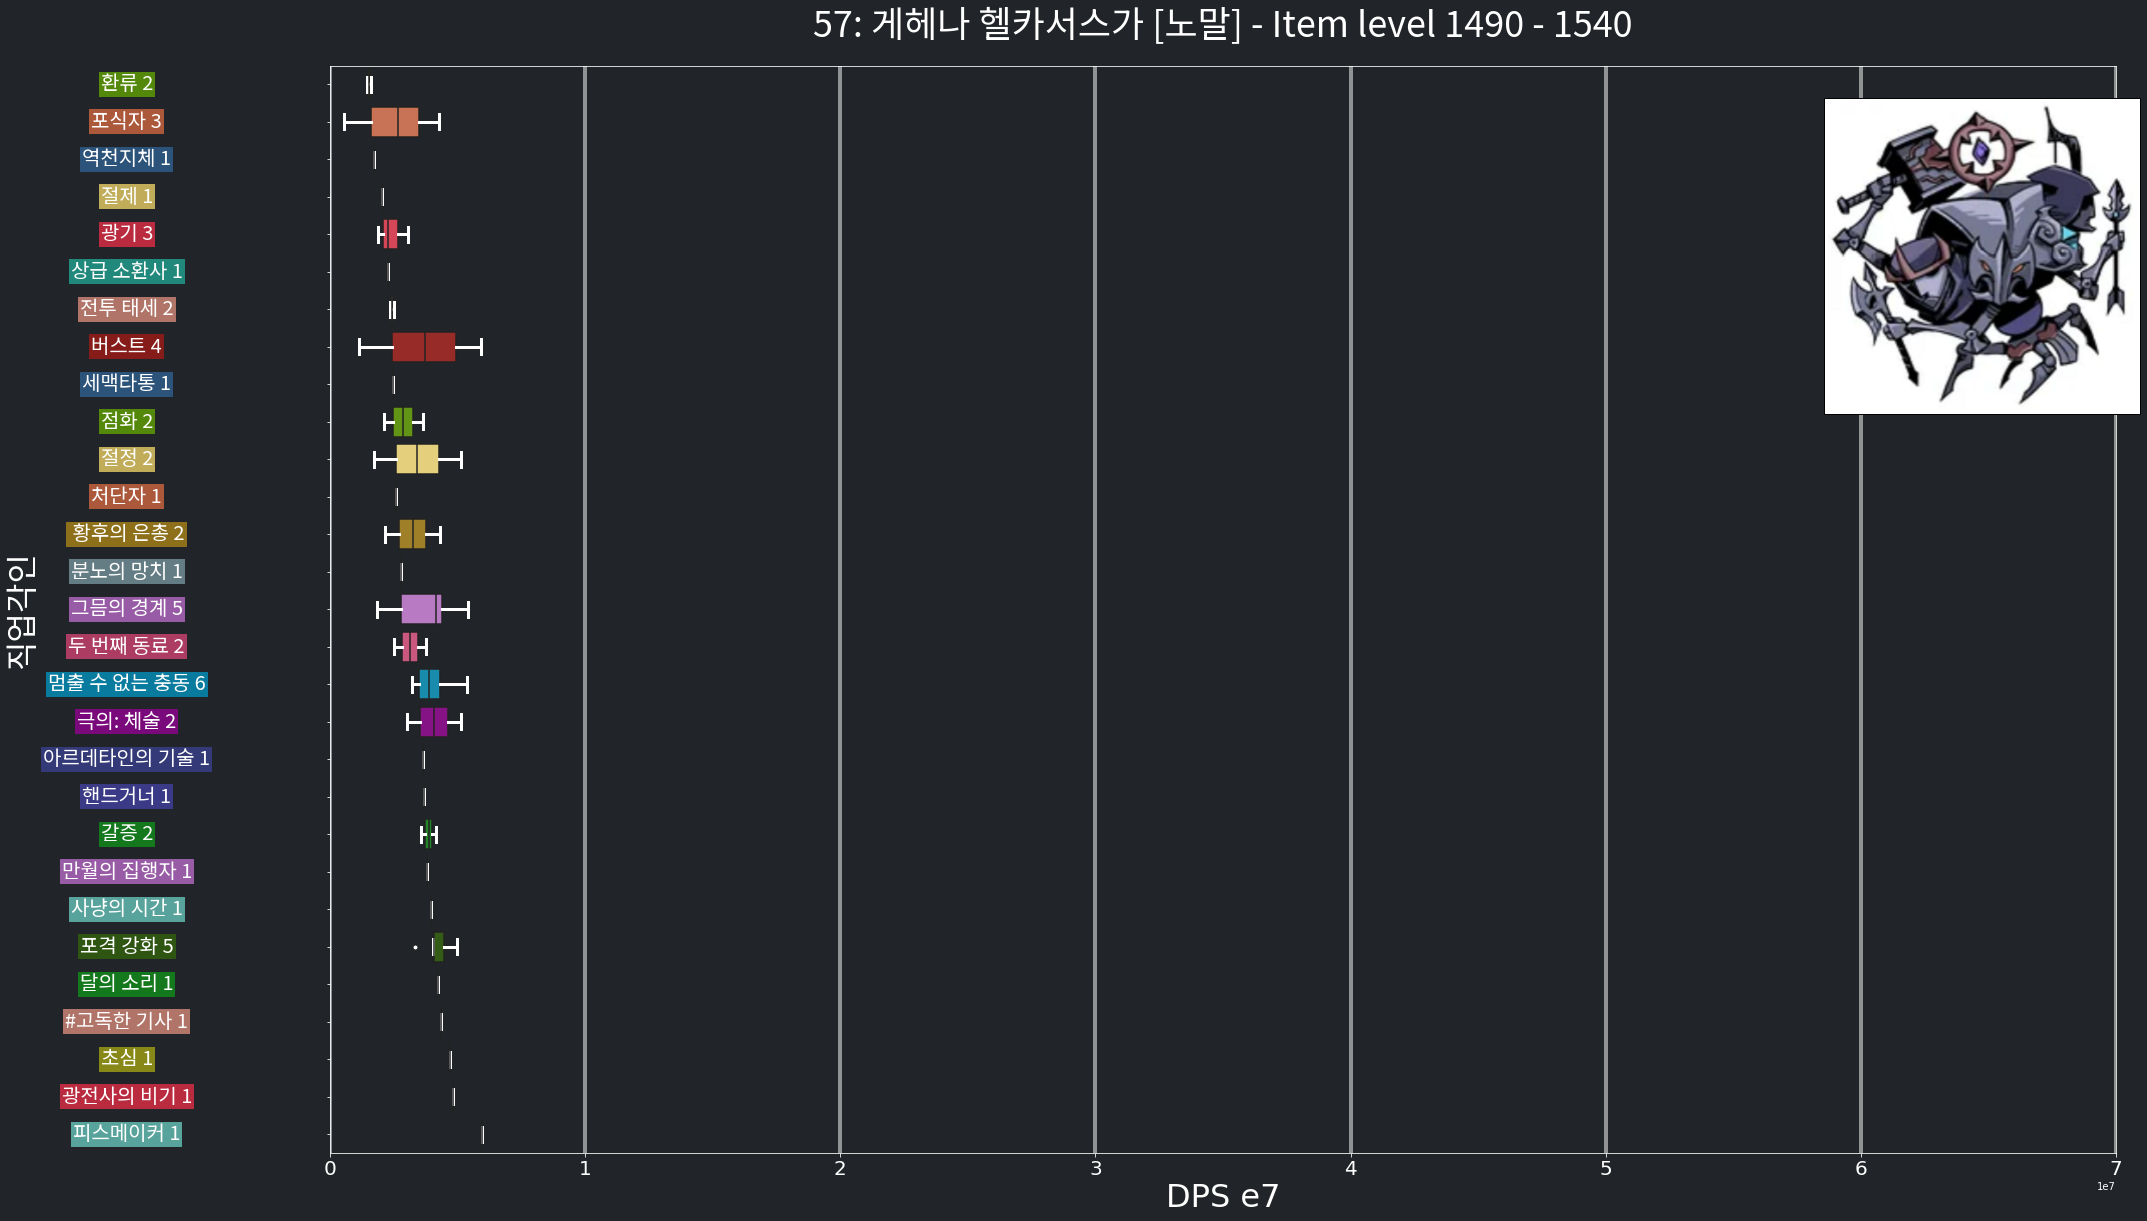 57: 게헤나 헬카서스가 [노말] - Item level 1490 - 1540
환류 2
포식자 3
역천지체 1
절제 1
광기 3
상급 소환사 1
전투 태세 2
버스트 4
세맥타통 1
점화 2
절정 2
처단자 1
황후의 은총 2
분노의 망치 1
그믐의 경계 5
두 번째 동료 2
멈출 수 없는 충동 6
극의: 체술 2
아르데타인의 기술 1
핸드거너 1
갈증 2
만월의 집행자 1
사냥의 시간 1
포격 강화 5
달의 소리 1
#고독한 기사 1
초심 1
광전사의 비기 1
피스메이커 1
직업각인
0 1 2 3 4 5 6 7
1e7
DPS e7